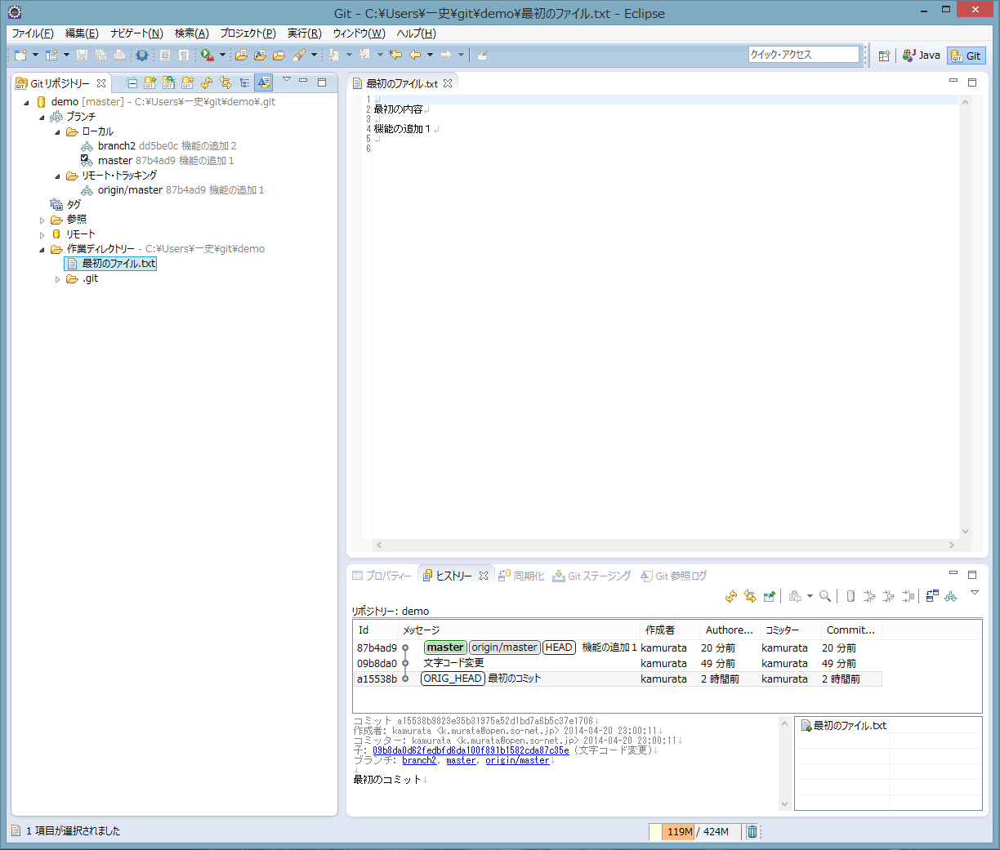 Git - C:¥Users¥一史¥git¥demo¥最初のファイル.txt - Eclipse
ファイル(F) 編集(E) ナビゲート(N) 検索(A) プロジェクト(P) 実行(R) ウィンドウ(W) ヘルプ(H)
クイック・アクセス
Java
Git
Git リポジトリー
demo [master] - C:¥Users¥一史¥git¥demo¥.git
ブランチ
ローカル
branch2 dd5be0c 機能の追加２
master 87b4ad9 機能の追加１
リモート・トラッキング
origin/master 87b4ad9 機能の追加１
タグ
参照
リモート
作業ディレクトリー - C:¥Users¥一史¥git¥demo
最初のファイル.txt
.git
最初のファイル.txt
1 ↓
2 最初の内容↓
3 ↓
4 機能の追加１↓
5 ↓
6
プロパティー ヒストリー 同期化 Git ステージング Git 参照ログ
リポジトリー: demo
Id メッセージ 作成者 Authore... コミッター Commit...
87b4ad9 master origin/master HEAD 機能の追加１ kamurata 20 分前 kamurata 20 分前
09b8da0 文字コード変更 kamurata 49 分前 kamurata 49 分前
a15538b ORIG_HEAD 最初のコミット kamurata 2 時間前 kamurata 2 時間前
コミット a15538b9823e35b31975a52d1bd7a6b5c37e1706↓
作成者: kamurata <k.murata@open.so-net.jp> 2014-04-20 23:00:11↓
コミッター: kamurata <k.murata@open.so-net.jp> 2014-04-20 23:00:11↓
子: 09b8da0d62fedbfd6da100f891b1582cda87c35e (文字コード変更)↓
ブランチ: branch2, master, origin/master↓
↓
最初のコミット↓
最初のファイル.txt
1 項目が選択されました
119M / 424M